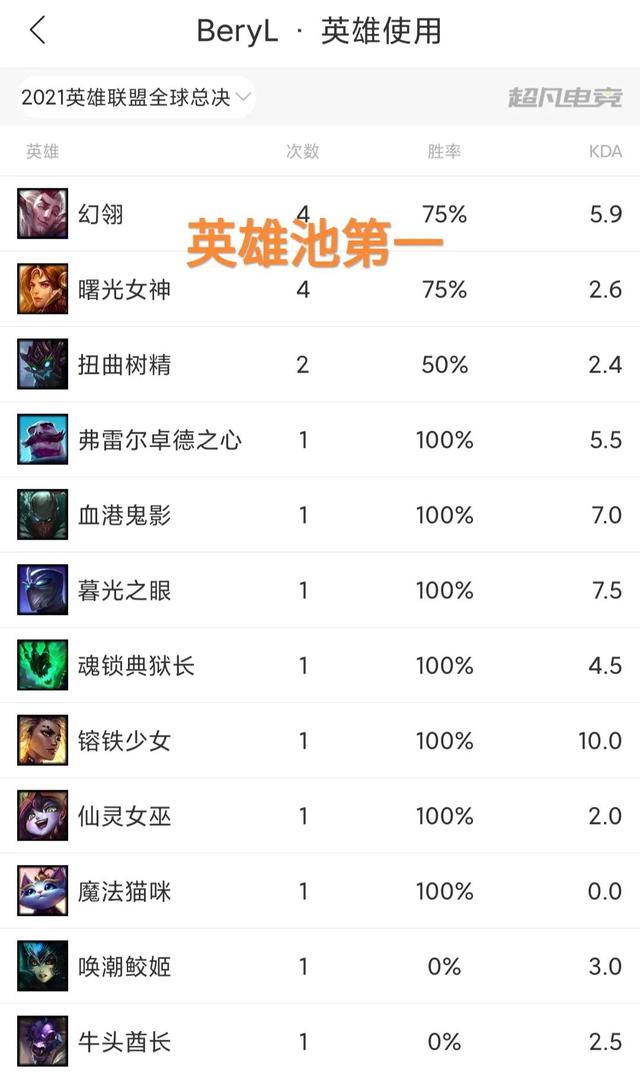 BeryL · 英雄使用
2021英雄联盟全球总决
超凡电竞
英雄 次数 胜率 KDA
幻翎 4 75% 5.9
英雄池第一
曙光女神 4 75% 2.6
扭曲树精 2 50% 2.4
弗雷尔卓德之心 1 100% 5.5
血港鬼影 1 100% 7.0
暮光之眼 1 100% 7.5
魂锁典狱长 1 100% 4.5
镕铁少女 1 100% 10.0
仙灵女巫 1 100% 2.0
魔法猫咪 1 100% 0.0
唤潮鲛姬 1 0% 3.0
牛头酋长 1 0% 2.5